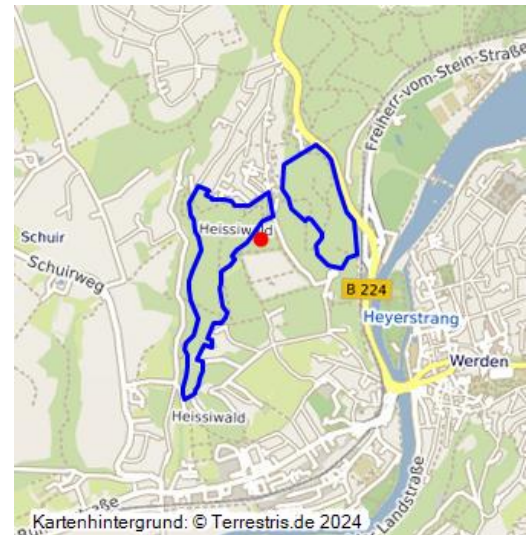 Freiherr-vom-Stein-Straße
Heissiwald
Schuir
Schuirweg
B 224
Heyerstrang
Werden
Heissiwald
Landstraße
Kartenhintergrund: © Terrestris.de 2024